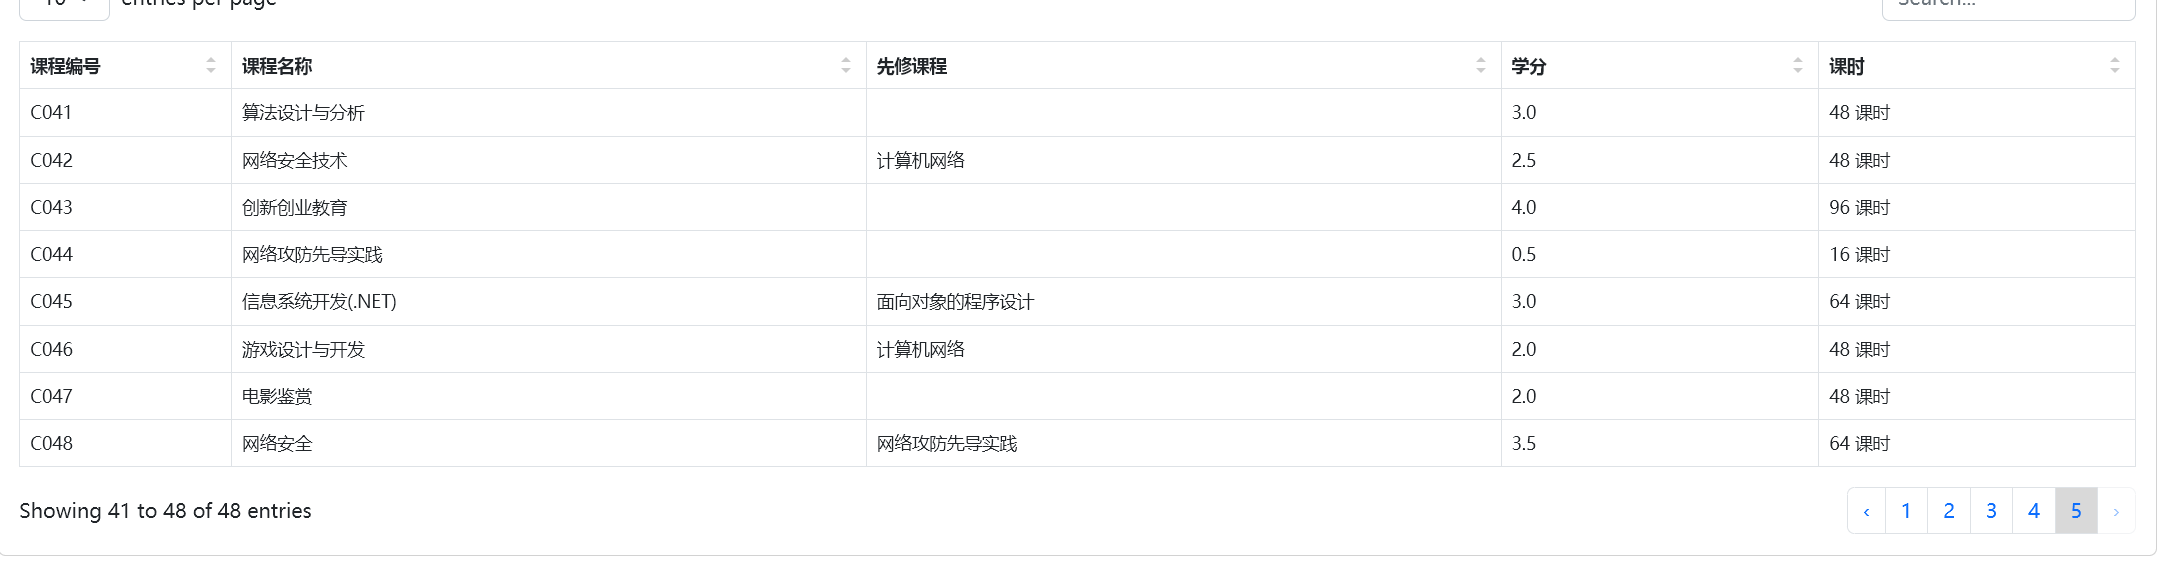 10 entries per page Search...
课程编号 课程名称 先修课程 学分 课时
C041 算法设计与分析 3.0 48 课时
C042 网络安全技术 计算机网络 2.5 48 课时
C043 创新创业教育 4.0 96 课时
C044 网络攻防先导实践 0.5 16 课时
C045 信息系统开发(.NET) 面向对象的程序设计 3.0 64 课时
C046 游戏设计与开发 计算机网络 2.0 48 课时
C047 电影鉴赏 2.0 48 课时
C048 网络安全 网络攻防先导实践 3.5 64 课时
Showing 41 to 48 of 48 entries ‹ 1 2 3 4 5 ›